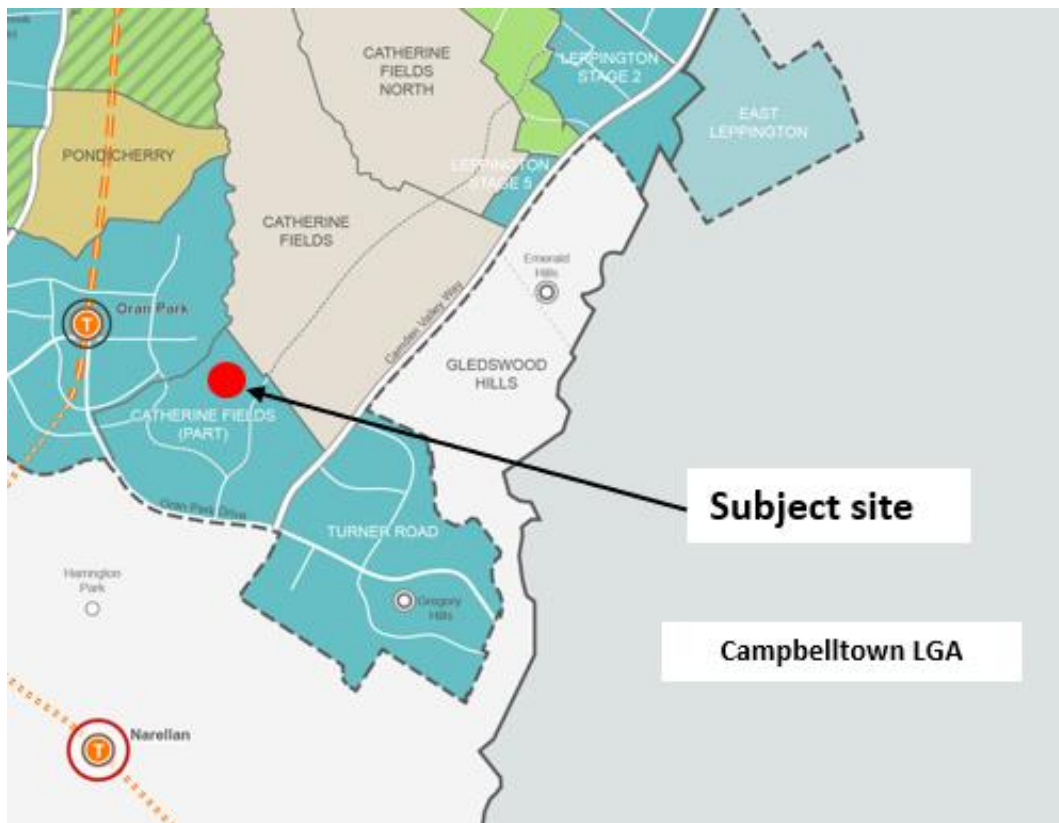 CATHERINE
FIELDS
NORTH
LEPPINGTON
STAGE 2
EAST
LEPPINGTON
PONDICHERRY
LEPPINGTON
STAGE 5
CATHERINE
FIELDS
Emerald
Hills
T
Oran Park
Camden Valley Way
GLEDSWOOD
HILLS
CATHERINE FIELDS
(PART)
Subject site
Oran Park Drive
TURNER ROAD
Harrington
Park
Gregory
Hills
Campbelltown LGA
T
Narellan